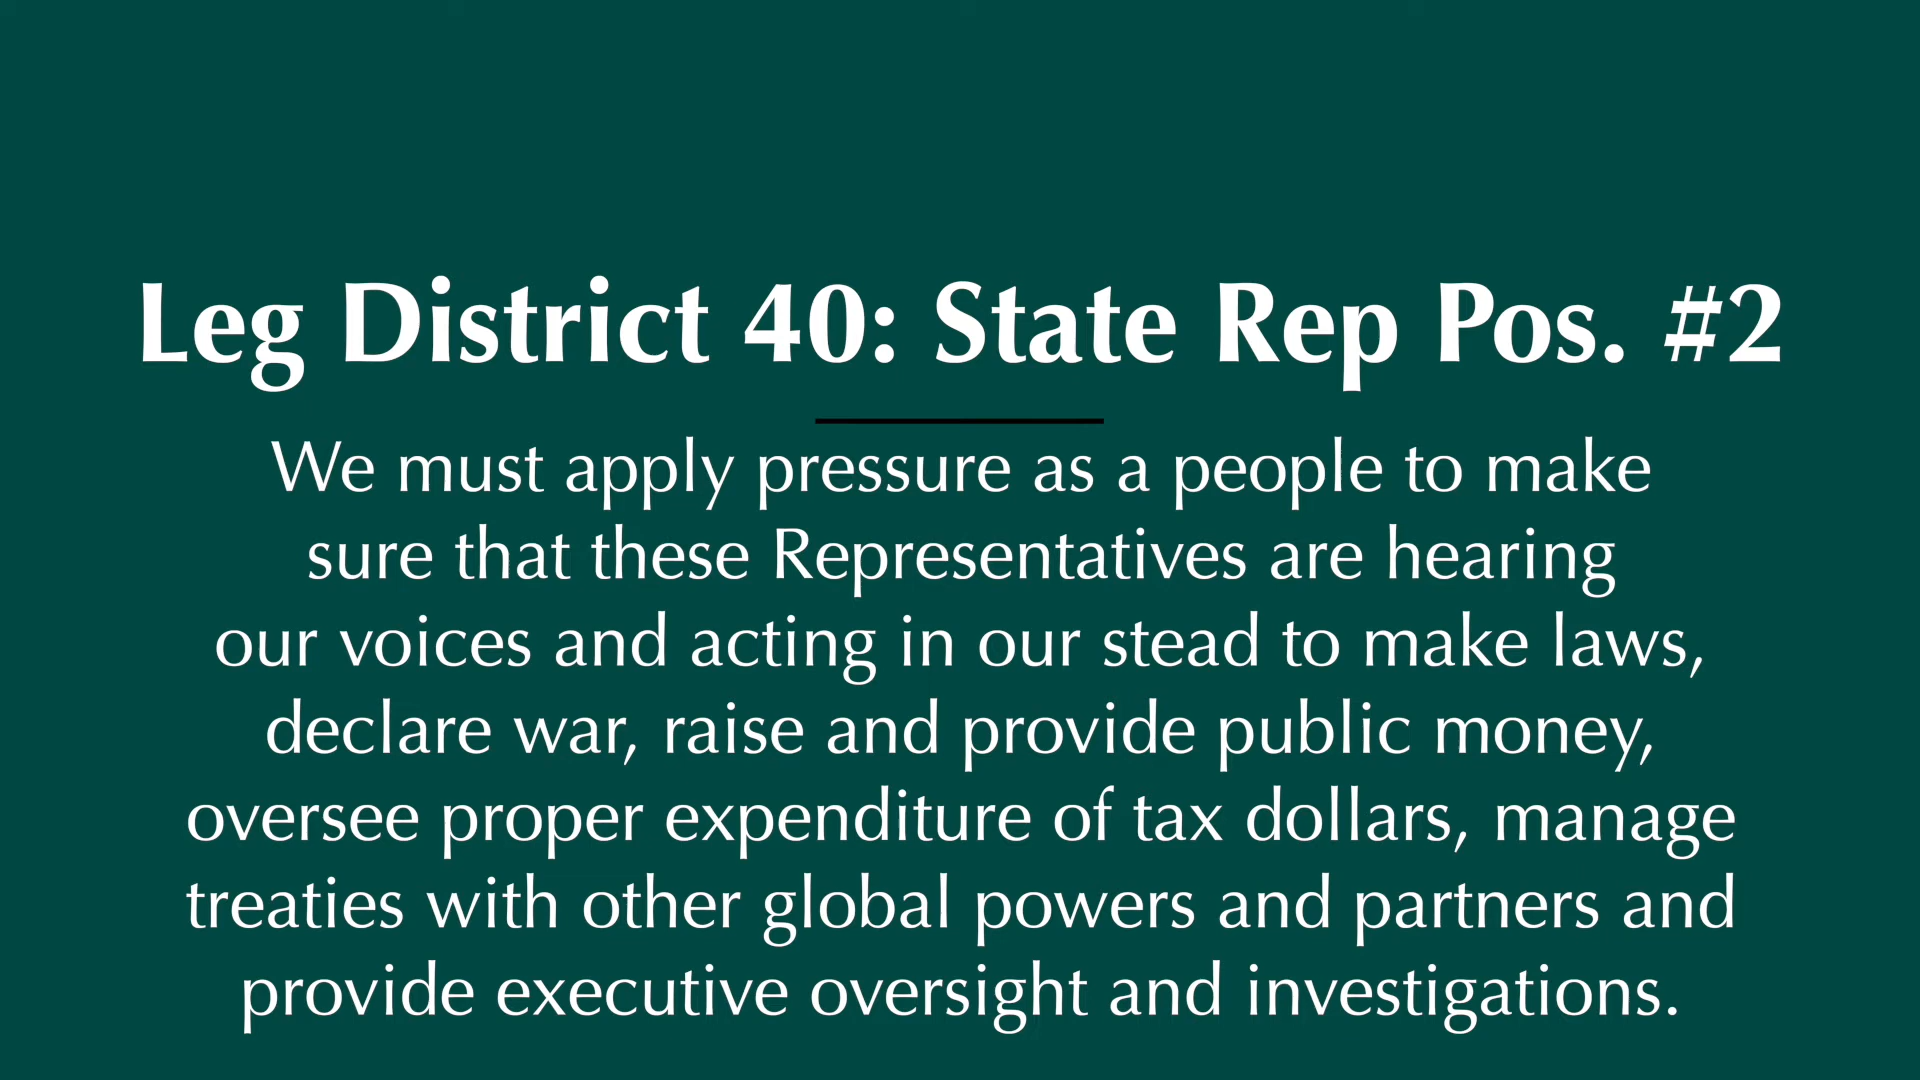 Leg District 40: State Rep Pos. #2
We must apply pressure as a people to make
sure that these Representatives are hearing
our voices and acting in our stead to make laws,
declare war, raise and provide public money,
oversee proper expenditure of tax dollars, manage
treaties with other global powers and partners and
provide executive oversight and investigations.